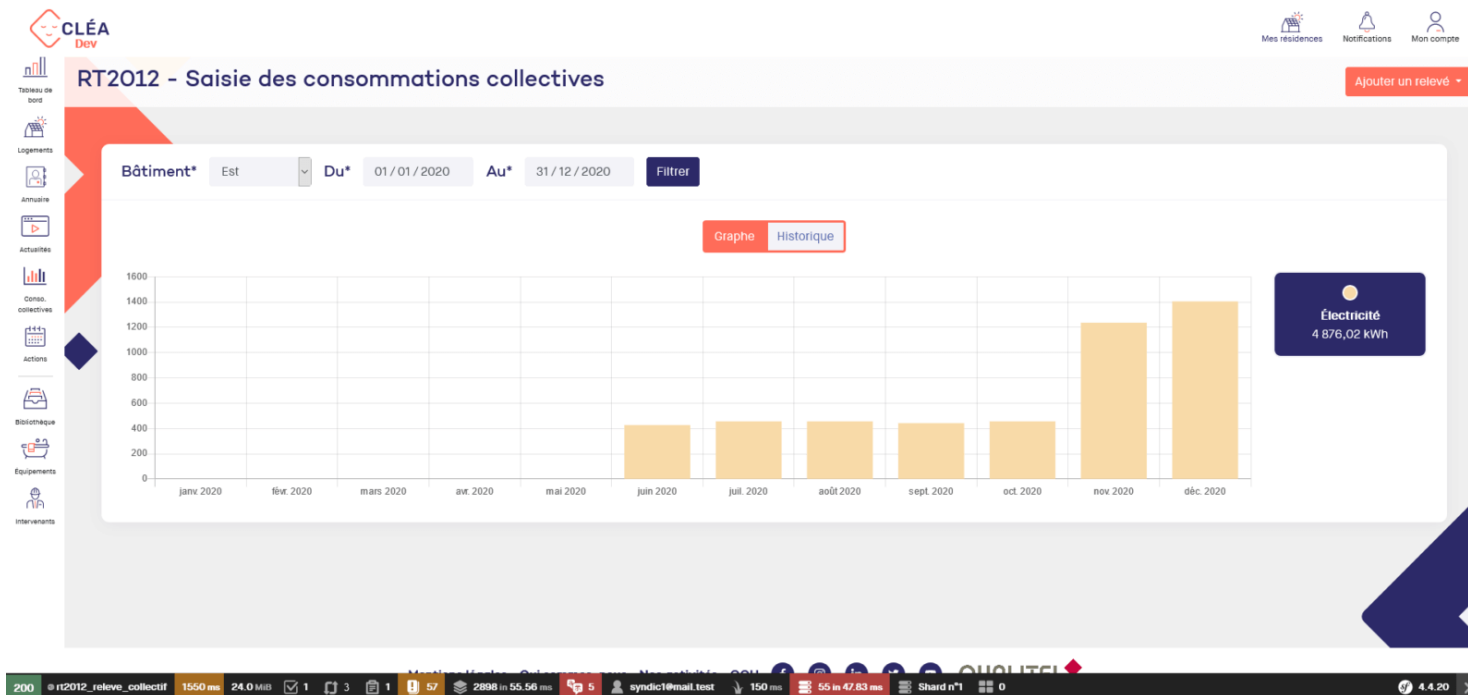 CLÉA
Dev
Mes résidences
Notifications
Mon compte
RT2012 - Saisie des consommations collectives
Ajouter un relevé
Tableau de
bord
Logements
Annuaire
Actualités
Conso.
collectives
Actions
Bibliothèque
Équipements
Intervenants
Bâtiment* Est Du* 01/01/2020 Au* 31/12/2020 Filtrer
Graphe Historique
1600
1400
1200
1000
800
600
400
200
0
janv. 2020 févr. 2020 mars 2020 avr. 2020 mai 2020 juin 2020 juil. 2020 août 2020 sept. 2020 oct. 2020 nov. 2020 déc. 2020
Électricité
4 876,02 kWh
200 @ rt2012_releve_collectif 1550 ms 24.0 MiB 1 3 1 57 2898 in 55.56 ms 5 syndic1@mail.test 150 ms 55 in 47.83 ms Shard n°1 0 4.4.20